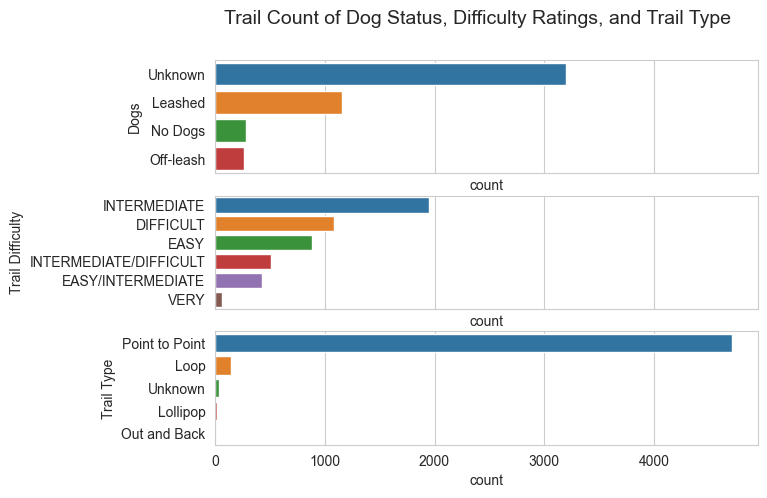 Trail Count of Dog Status, Difficulty Ratings, and Trail Type
Dogs
Unknown
Leashed
No Dogs
Off-leash
count
Trail Difficulty
INTERMEDIATE
DIFFICULT
EASY
INTERMEDIATE/DIFFICULT
EASY/INTERMEDIATE
VERY
count
Trail Type
Point to Point
Loop
Unknown
Lollipop
Out and Back
0 1000 2000 3000 4000
count